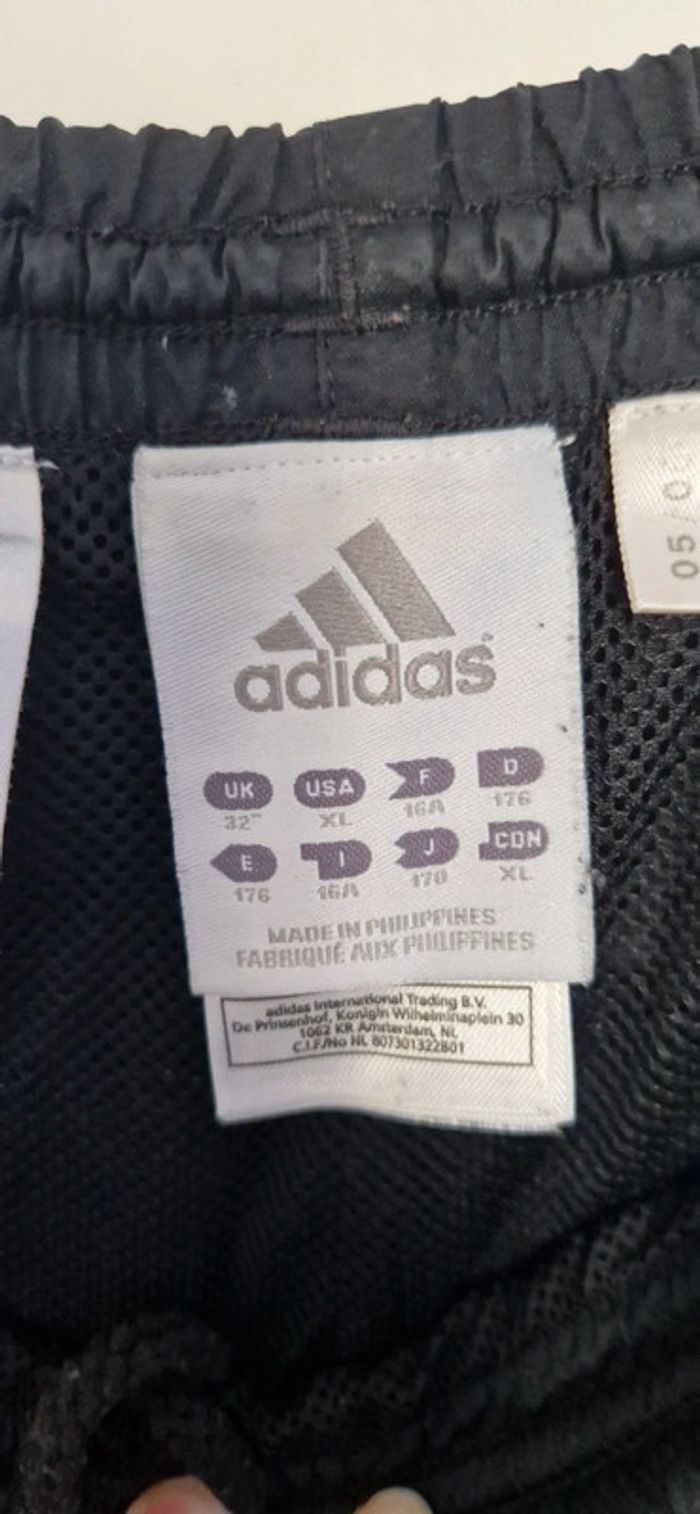 adidas
UK USA F D
32" XL 16A 176
E I J CDN
176 16A 170 XL
MADE IN PHILIPPINES
FABRIQUÉ AUX PHILIPPINES
adidas International Trading B.V.
De Prinsenhof, Konigin Wilhelminaplein 30
1062 KR Amsterdam, NL
C.I.F/No NL 807301322B01
05/0